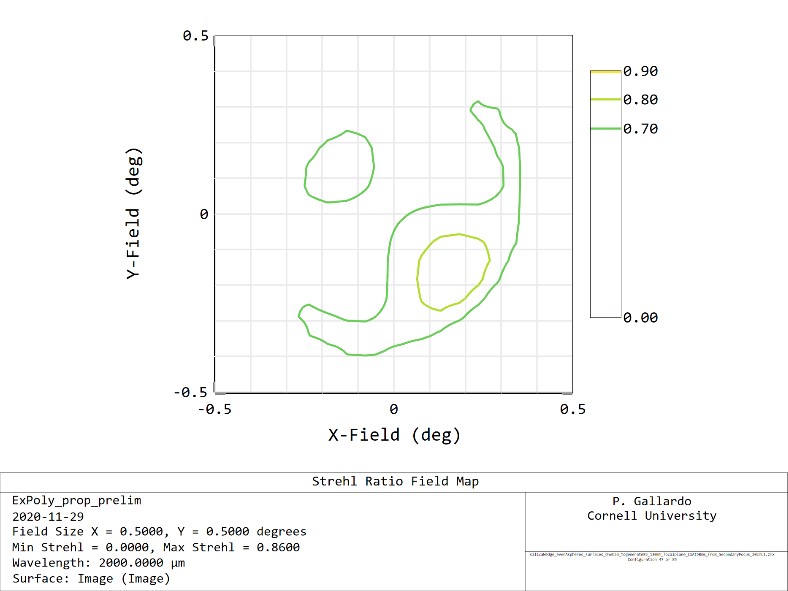 0.5
0
-0.5
Y-Field (deg)
-0.5
0
0.5
X-Field (deg)
0.90
0.80
0.70
0.00
Strehl Ratio Field Map
ExPoly_prop_prelim
2020-11-29
Field Size X = 0.5000, Y = 0.5000 degrees
Min Strehl = 0.0000, Max Strehl = 0.8600
Wavelength: 2000.0000 µm
Surface: Image (Image)
P. Gallardo
Cornell University